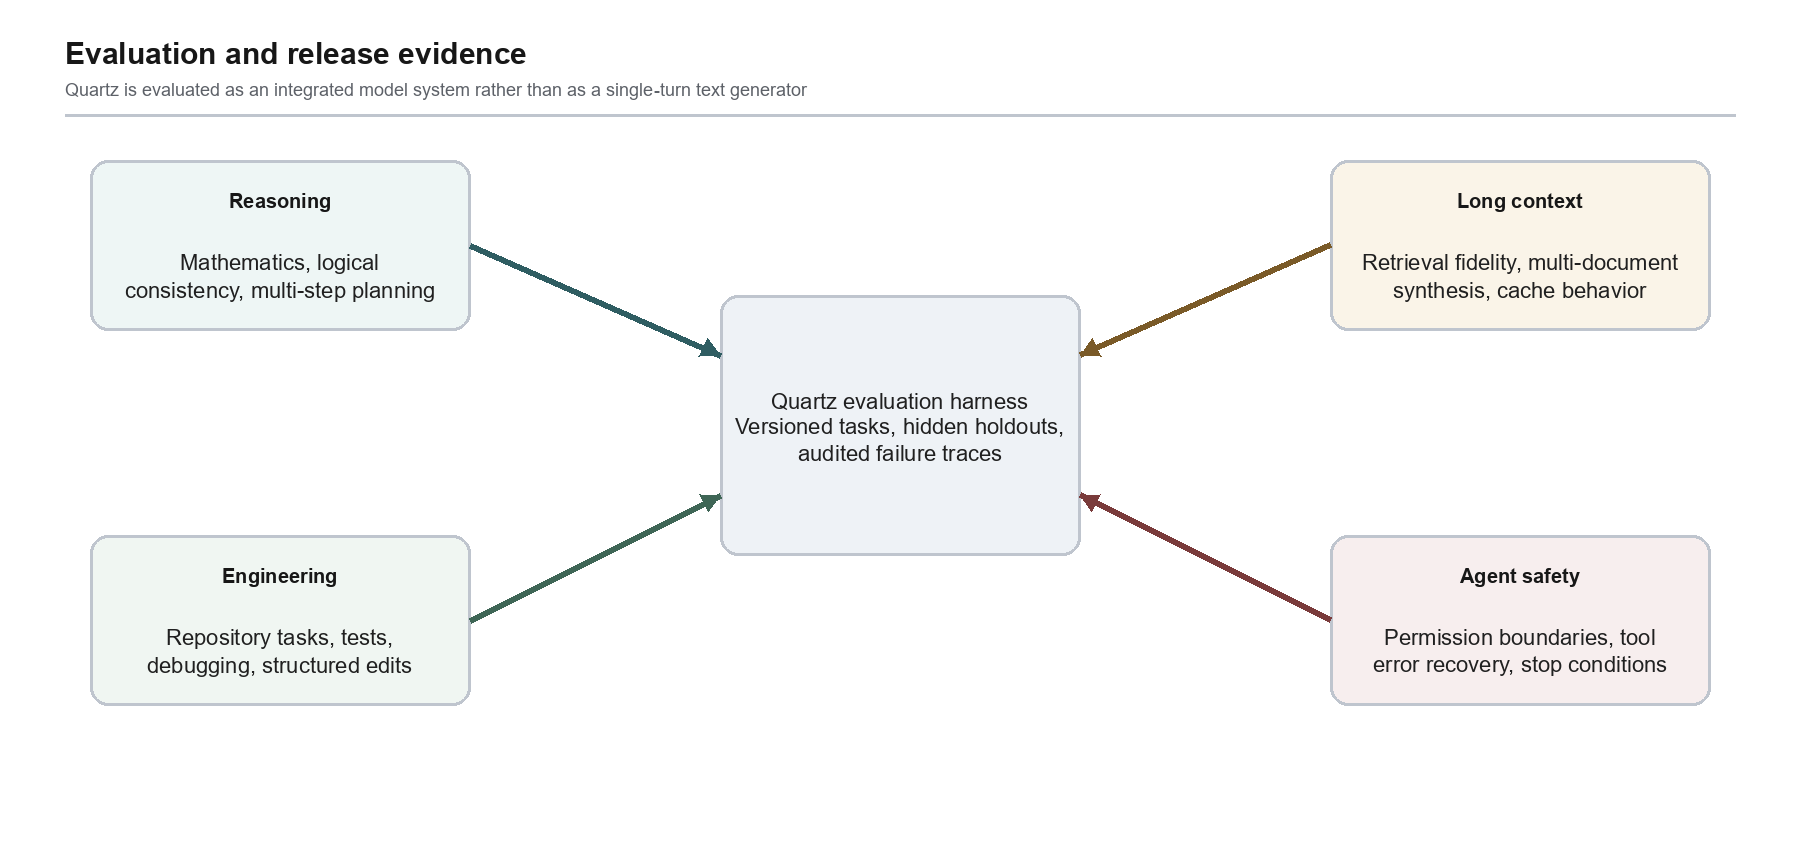 Evaluation and release evidence
Quartz is evaluated as an integrated model system rather than as a single-turn text generator
Reasoning
Mathematics, logical
consistency, multi-step planning
Long context
Retrieval fidelity, multi-document
synthesis, cache behavior
Quartz evaluation harness
Versioned tasks, hidden holdouts,
audited failure traces
Engineering
Repository tasks, tests,
debugging, structured edits
Agent safety
Permission boundaries, tool
error recovery, stop conditions